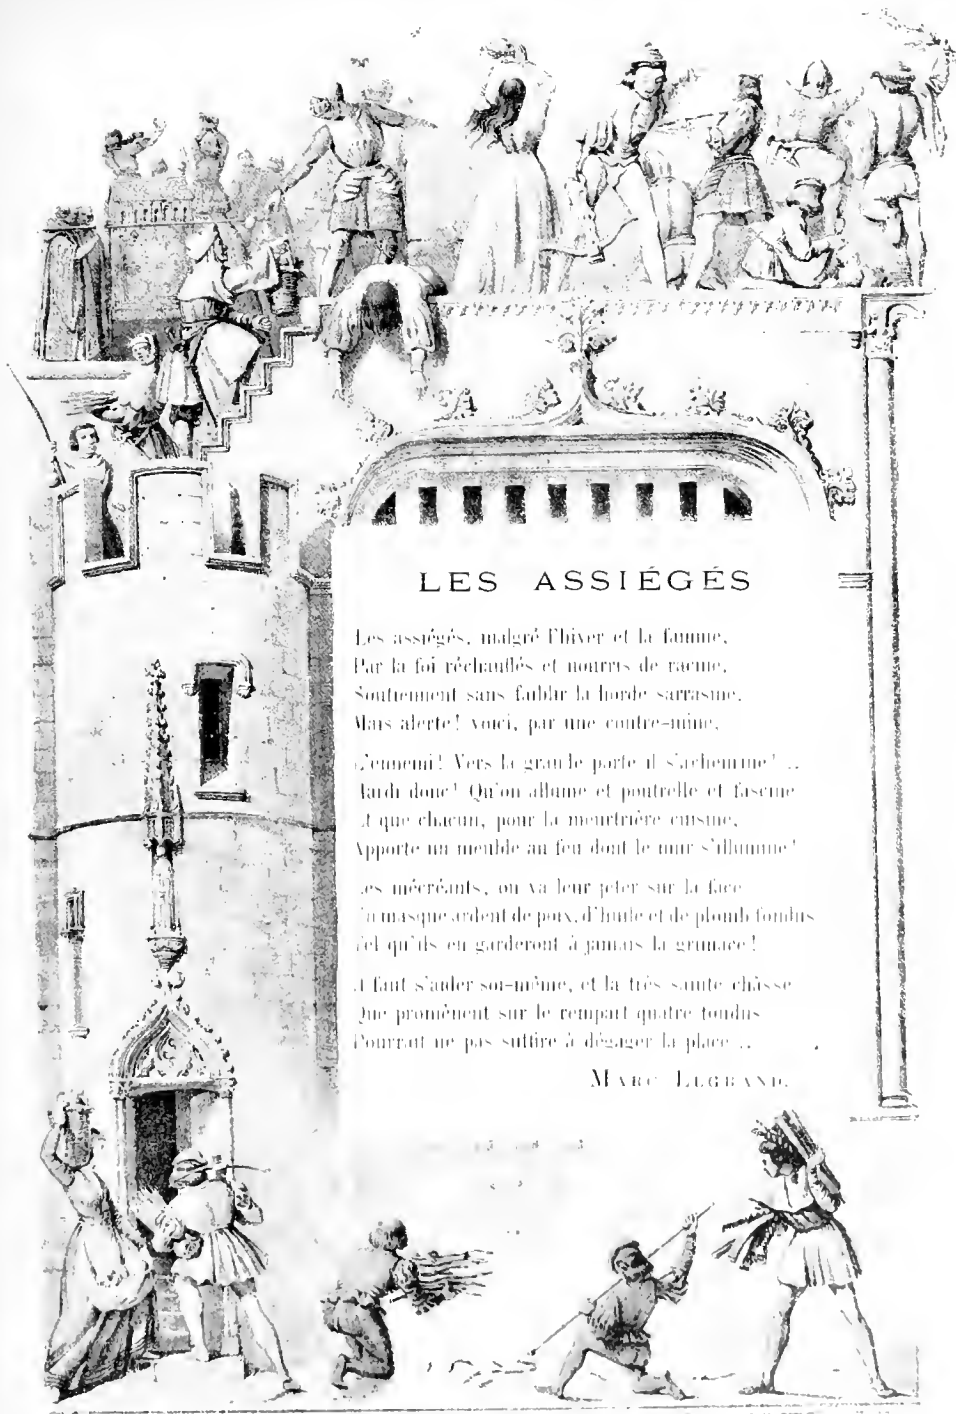 LES ASSIÉGÉS
Les assiégés, malgré l'hiver et la famine,
Par la foi réchauffés et nourris de racine,
Soutiennent sans faiblir la horde sarrasine.
Mais alerte! voici, par une contre-mine,
L'ennemi! Vers la grande porte il s'achemine!...
Hardi donc! Qu'on allume et poutrelle et fascine
Et que chacun, pour la meurtrière cuisine,
Apporte un meuble au feu dont le mur s'illumine!
Les mécréants, on va leur jeter sur la face
Un masque ardent de poix, d'huile et de plomb fondus
Tel qu'ils en garderont à jamais la grimace!
Il faut s'aider soi-même, et la très sainte châsse
Que promènent sur le rempart quatre tondus
Pourrait ne pas suffire à dégager la place...
MARC LEGRAND.